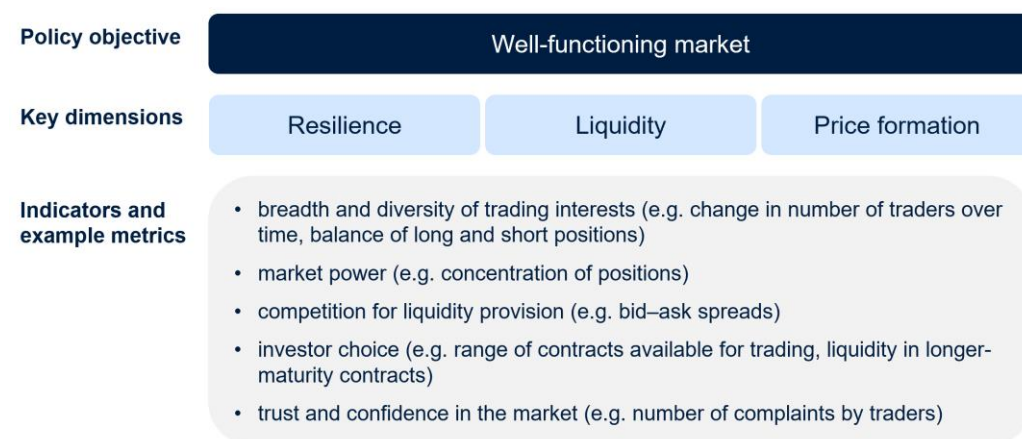 Policy objective
Well-functioning market
Key dimensions
Resilience
Liquidity
Price formation
Indicators and
example metrics
• breadth and diversity of trading interests (e.g. change in number of traders over
time, balance of long and short positions)
• market power (e.g. concentration of positions)
• competition for liquidity provision (e.g. bid–ask spreads)
• investor choice (e.g. range of contracts available for trading, liquidity in longer-
maturity contracts)
• trust and confidence in the market (e.g. number of complaints by traders)